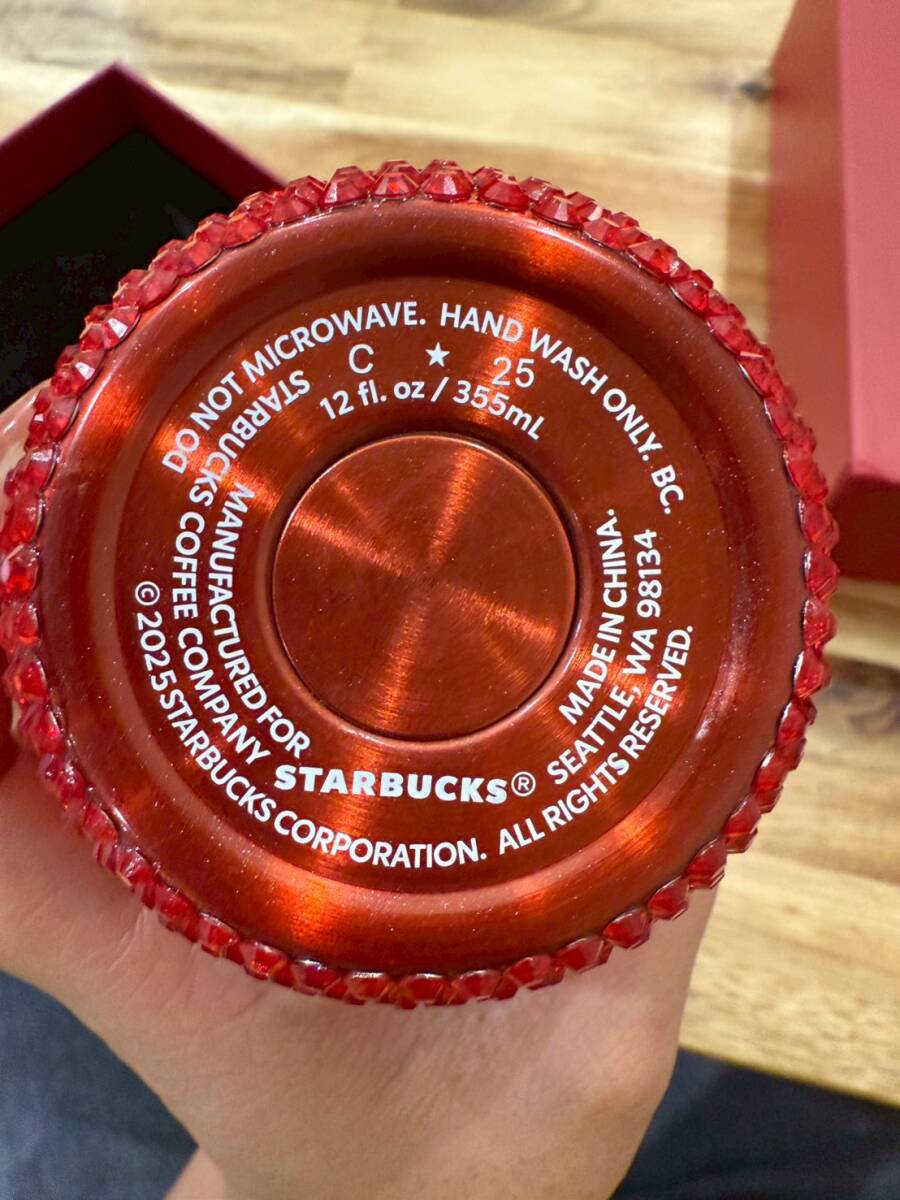 DO NOT MICROWAVE. HAND WASH ONLY. BC.
C ★ 25
12 fl. oz / 355mL
MANUFACTURED FOR STARBUCKS® MADE IN CHINA.
STARBUCKS COFFEE COMPANY SEATTLE, WA 98134
© 2025 STARBUCKS CORPORATION. ALL RIGHTS RESERVED.